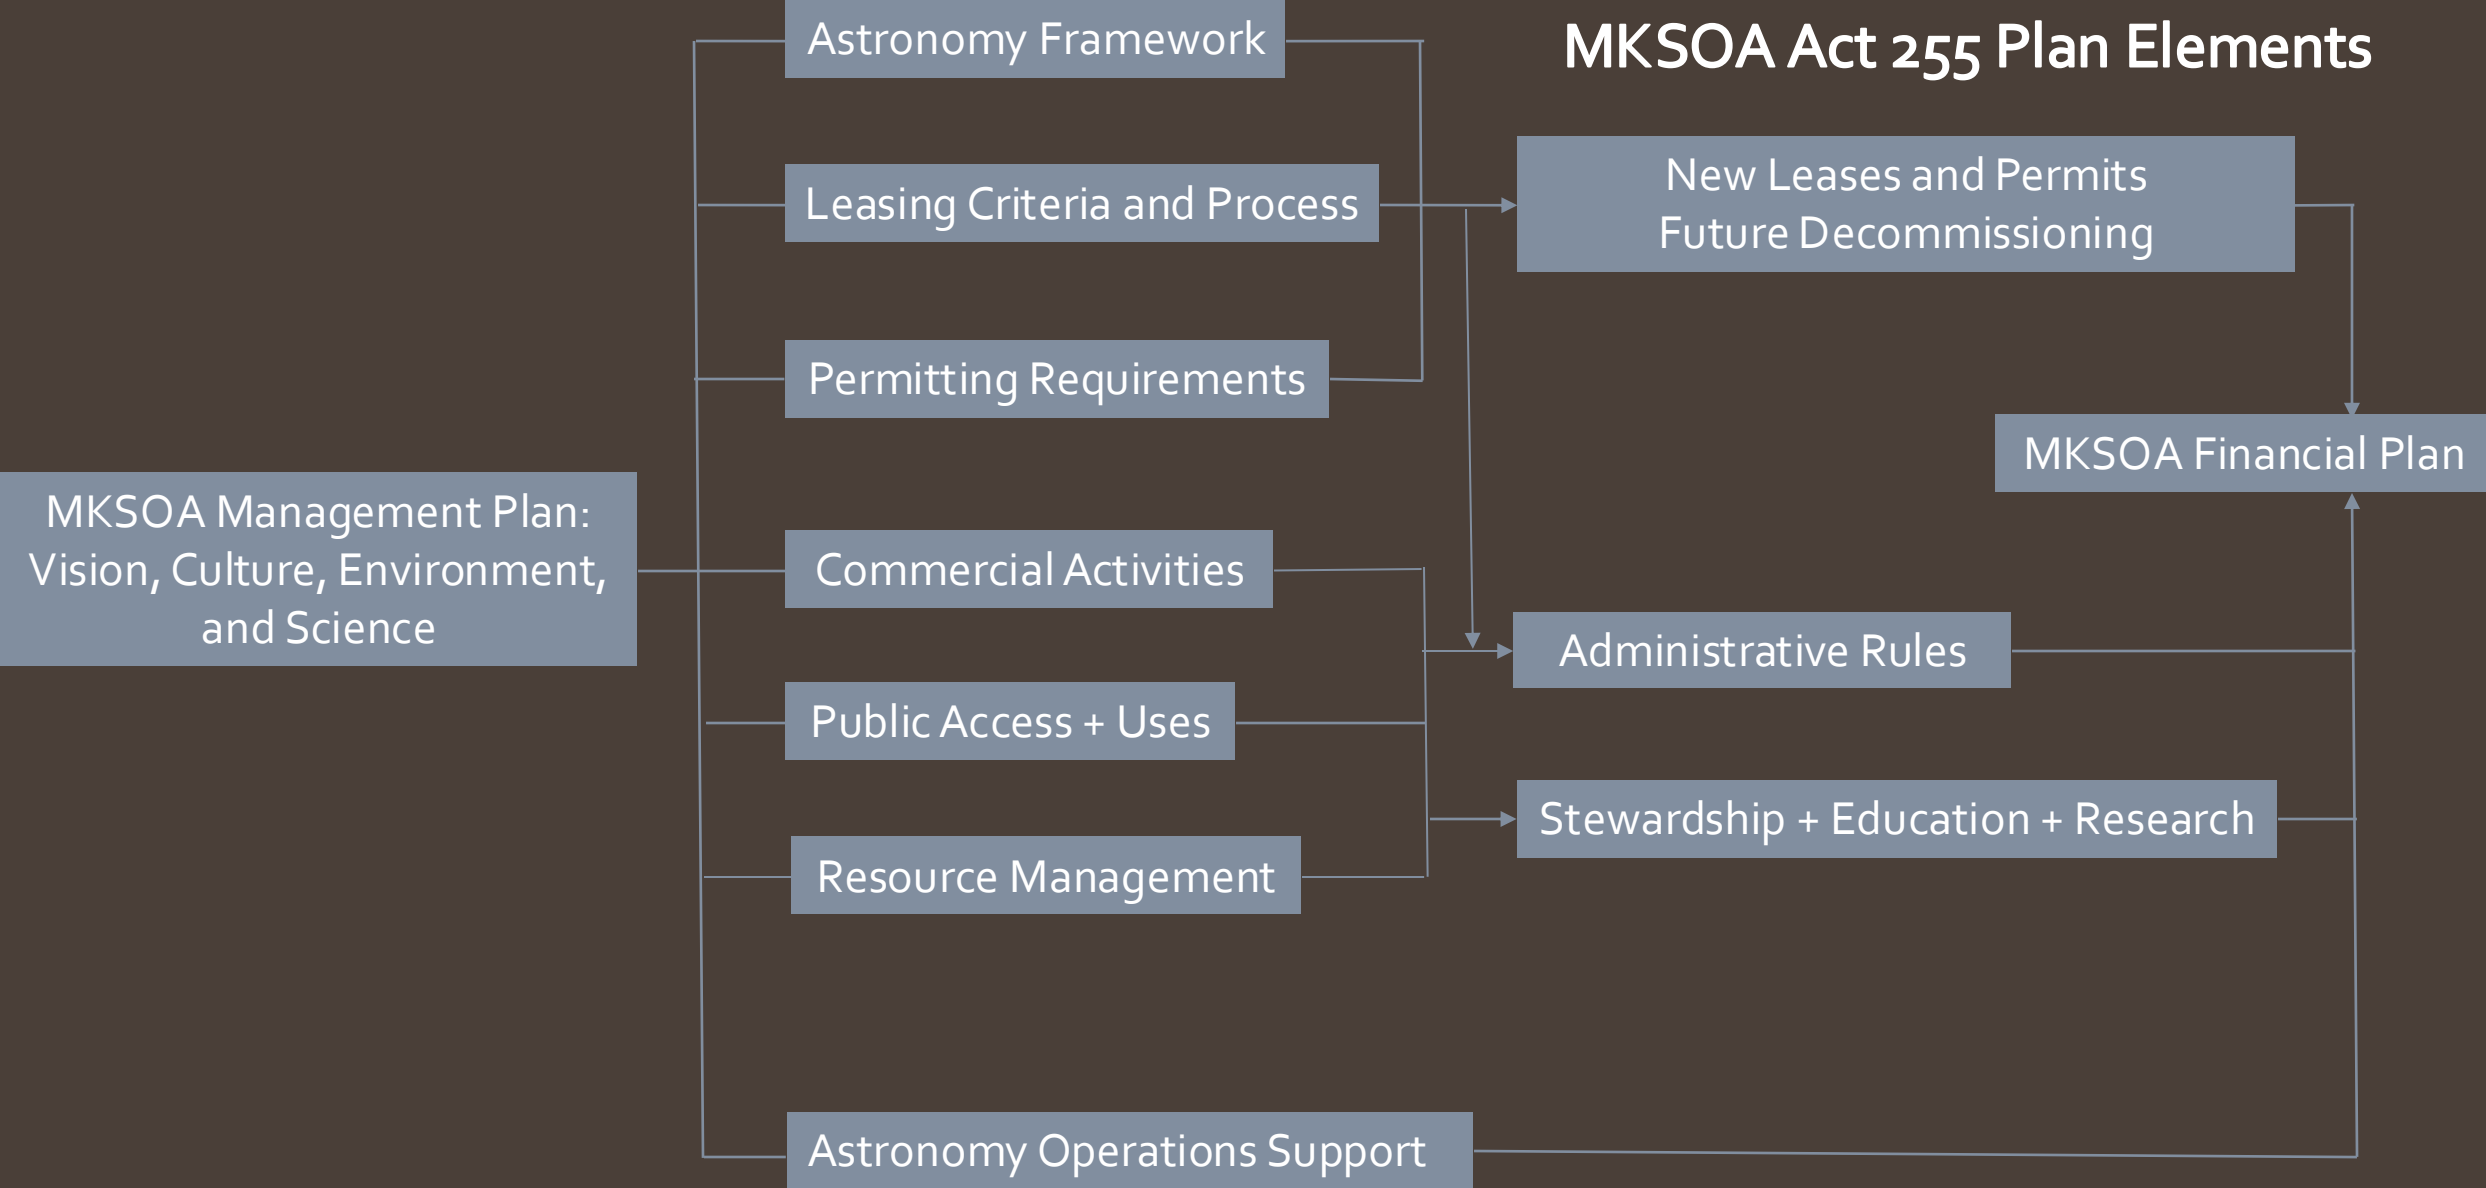 MKSOA Act 255 Plan Elements
Astronomy Framework
Leasing Criteria and Process
Permitting Requirements
New Leases and Permits
Future Decommissioning
MKSOA Financial Plan
MKSOA Management Plan:
Vision, Culture, Environment,
and Science
Commercial Activities
Public Access + Uses
Resource Management
Administrative Rules
Stewardship + Education + Research
Astronomy Operations Support